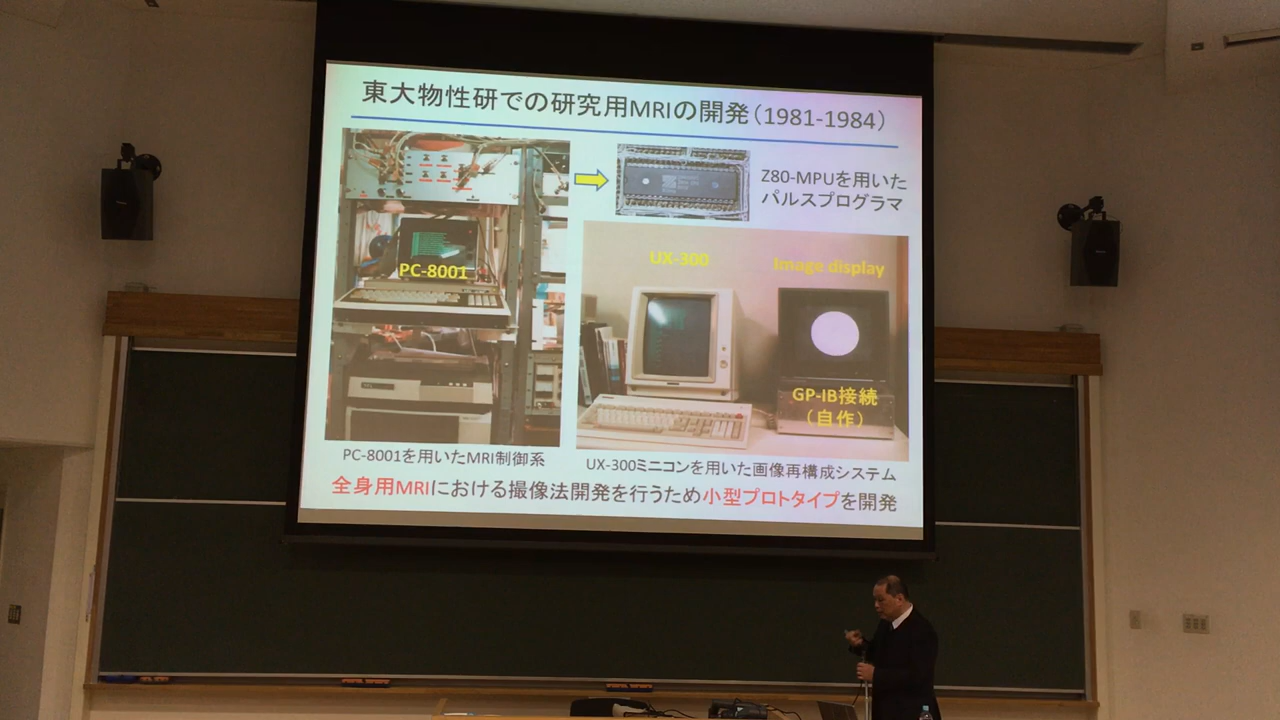 東大物性研での研究用MRIの開発（1981-1984）
PC-8001
Z80-MPUを用いた
パルスプログラマ
UX-300
Image display
GP-IB接続
（自作）
PC-8001を用いたMRI制御系
UX-300ミニコンを用いた画像再構成システム
全身用MRIにおける撮像法開発を行うため小型プロトタイプを開発